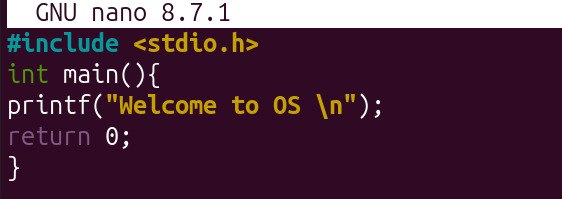 GNU nano 8.7.1
#include <stdio.h>
int main(){
printf("Welcome to OS \n");
return 0;
}